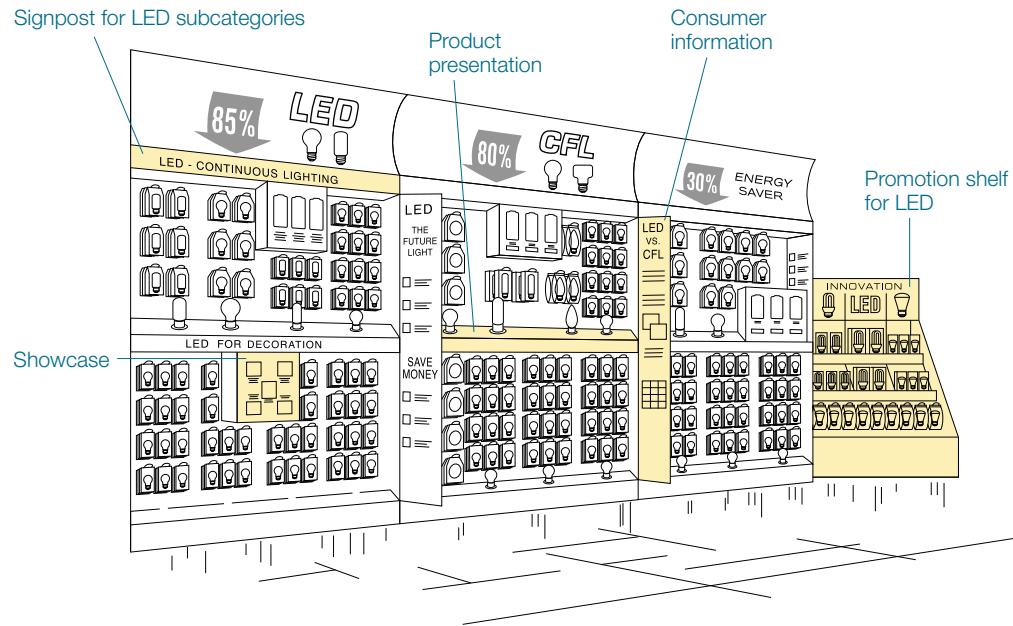 Signpost for LED subcategories
Product
presentation
Consumer
information
Promotion shelf
for LED
Showcase
85%
LED
80%
CFL
30%
ENERGY
SAVER
LED - CONTINUOUS LIGHTING
LED
THE
FUTURE
LIGHT
SAVE
MONEY
LED
VS.
CFL
INNOVATION
LED
LED FOR DECORATION